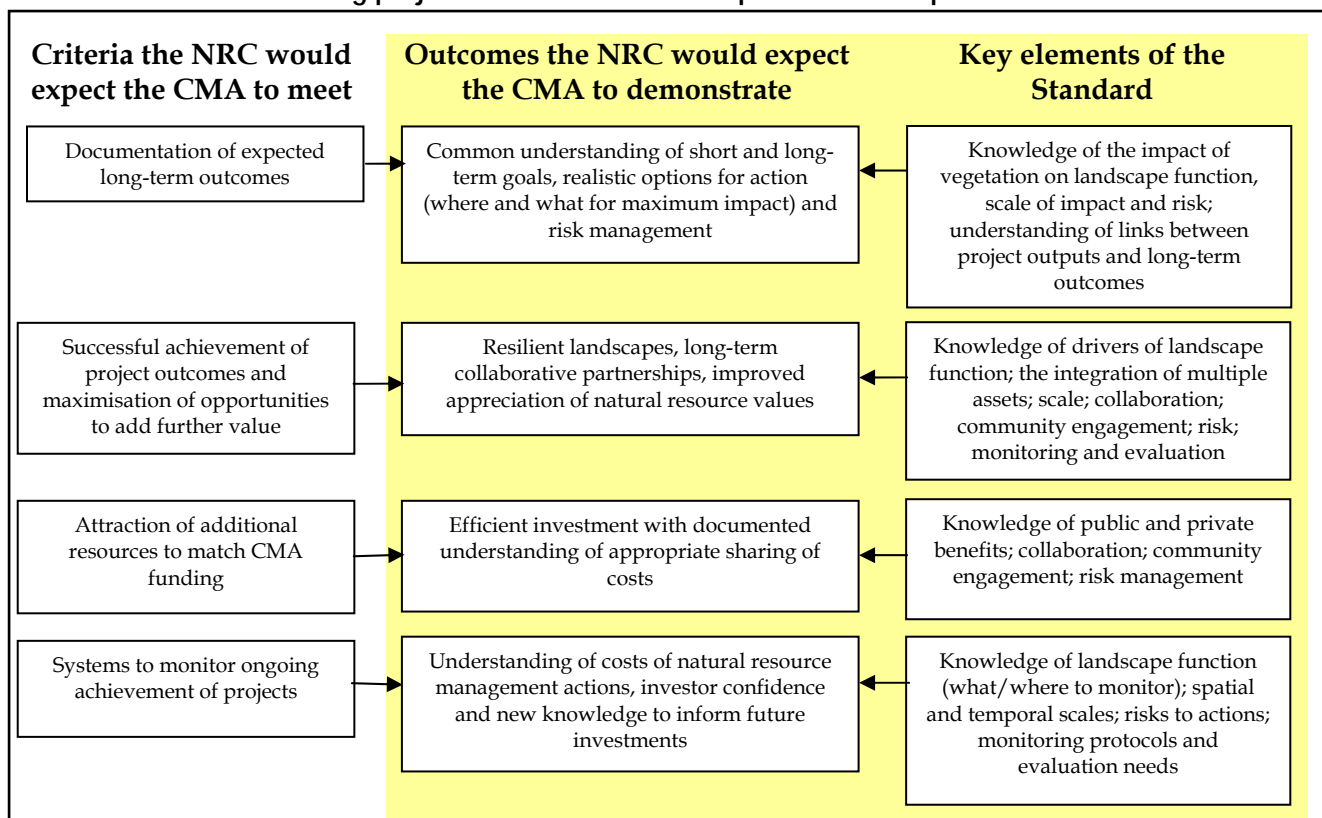 Criteria the NRC would
expect the CMA to meet
Outcomes the NRC would expect
the CMA to demonstrate
Key elements of the
Standard
Documentation of expected
long-term outcomes
Common understanding of short and long-
term goals, realistic options for action
(where and what for maximum impact) and
risk management
Knowledge of the impact of
vegetation on landscape function,
scale of impact and risk;
understanding of links between
project outputs and long-term
outcomes
Successful achievement of
project outcomes and
maximisation of opportunities
to add further value
Resilient landscapes, long-term
collaborative partnerships, improved
appreciation of natural resource values
Knowledge of drivers of landscape
function; the integration of multiple
assets; scale; collaboration;
community engagement; risk;
monitoring and evaluation
Attraction of additional
resources to match CMA
funding
Efficient investment with documented
understanding of appropriate sharing of
costs
Knowledge of public and private
benefits; collaboration; community
engagement; risk management
Systems to monitor ongoing
achievement of projects
Understanding of costs of natural resource
management actions, investor confidence
and new knowledge to inform future
investments
Knowledge of landscape function
(what/where to monitor); spatial
and temporal scales; risks to actions;
monitoring protocols and
evaluation needs